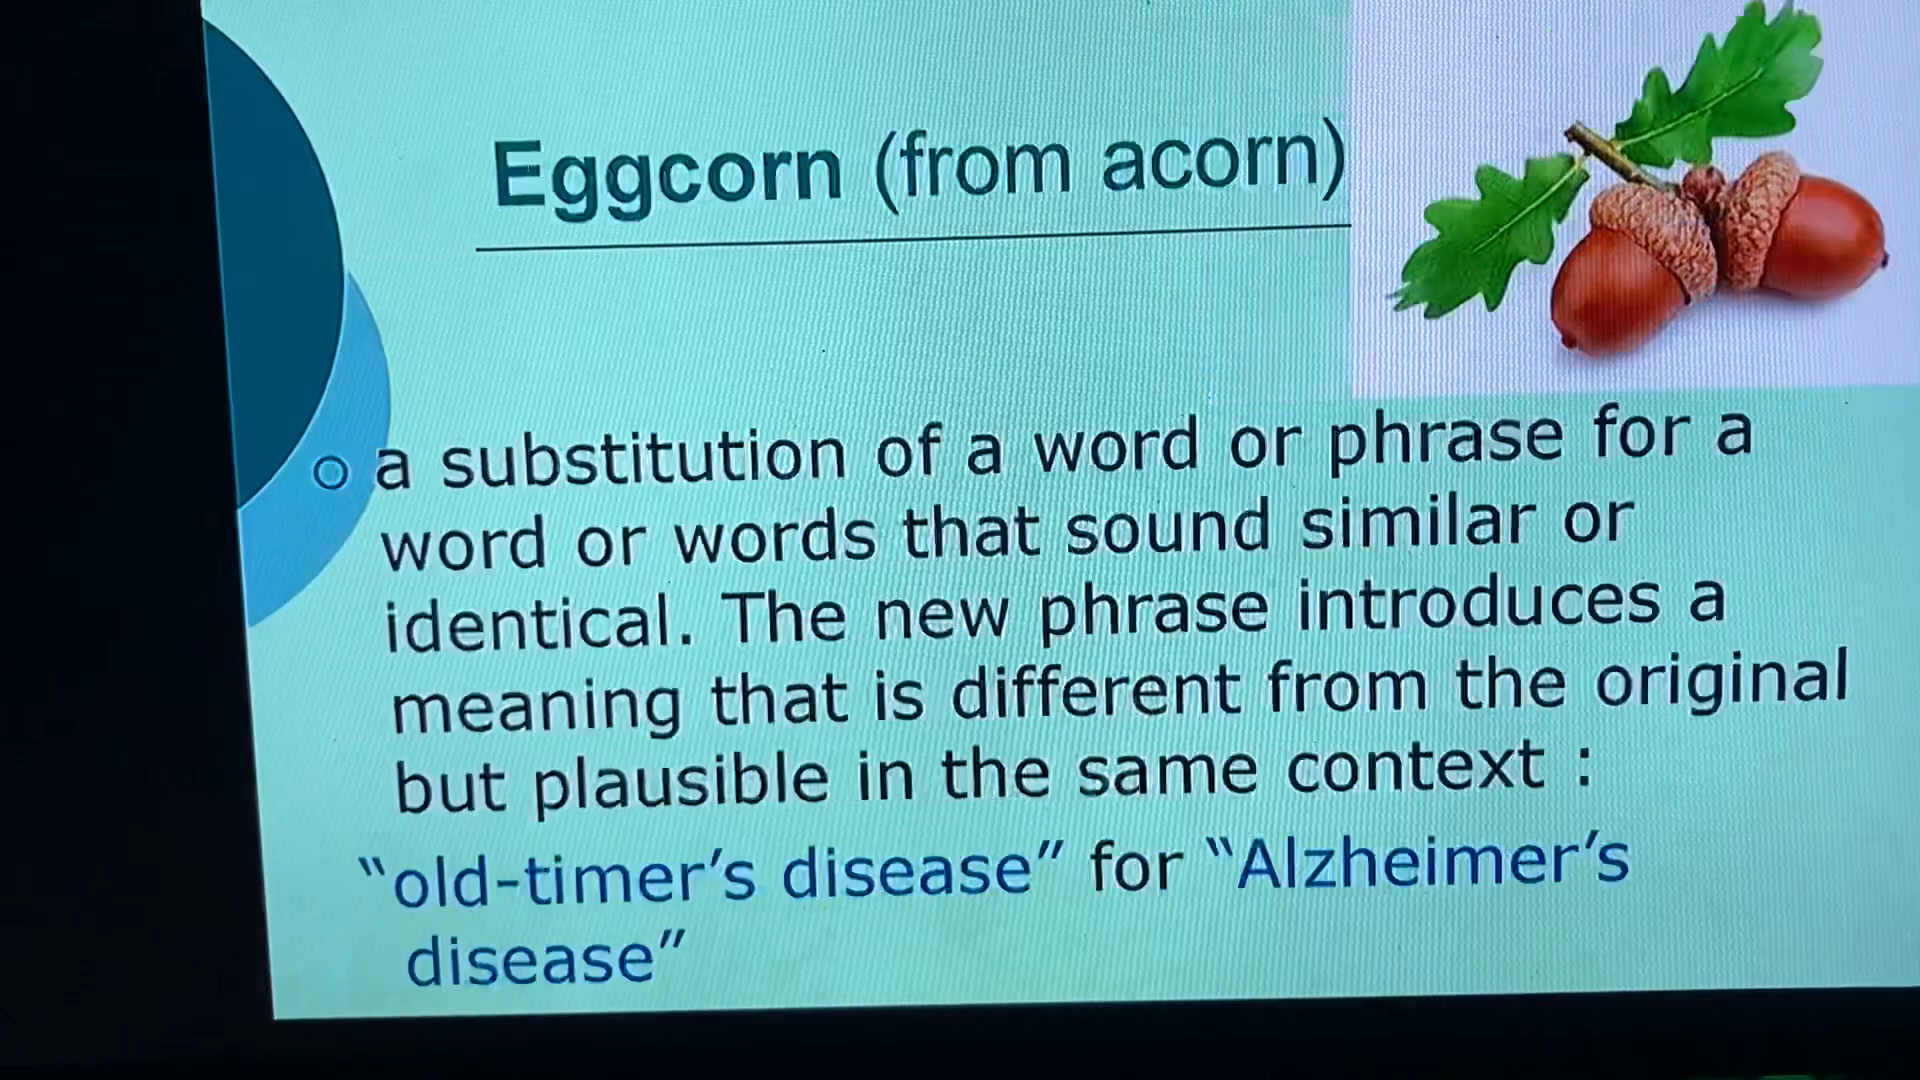 Eggcorn (from acorn)
a substitution of a word or phrase for a
word or words that sound similar or
identical. The new phrase introduces a
meaning that is different from the original
but plausible in the same context :
“old-timer’s disease” for “Alzheimer’s
disease”